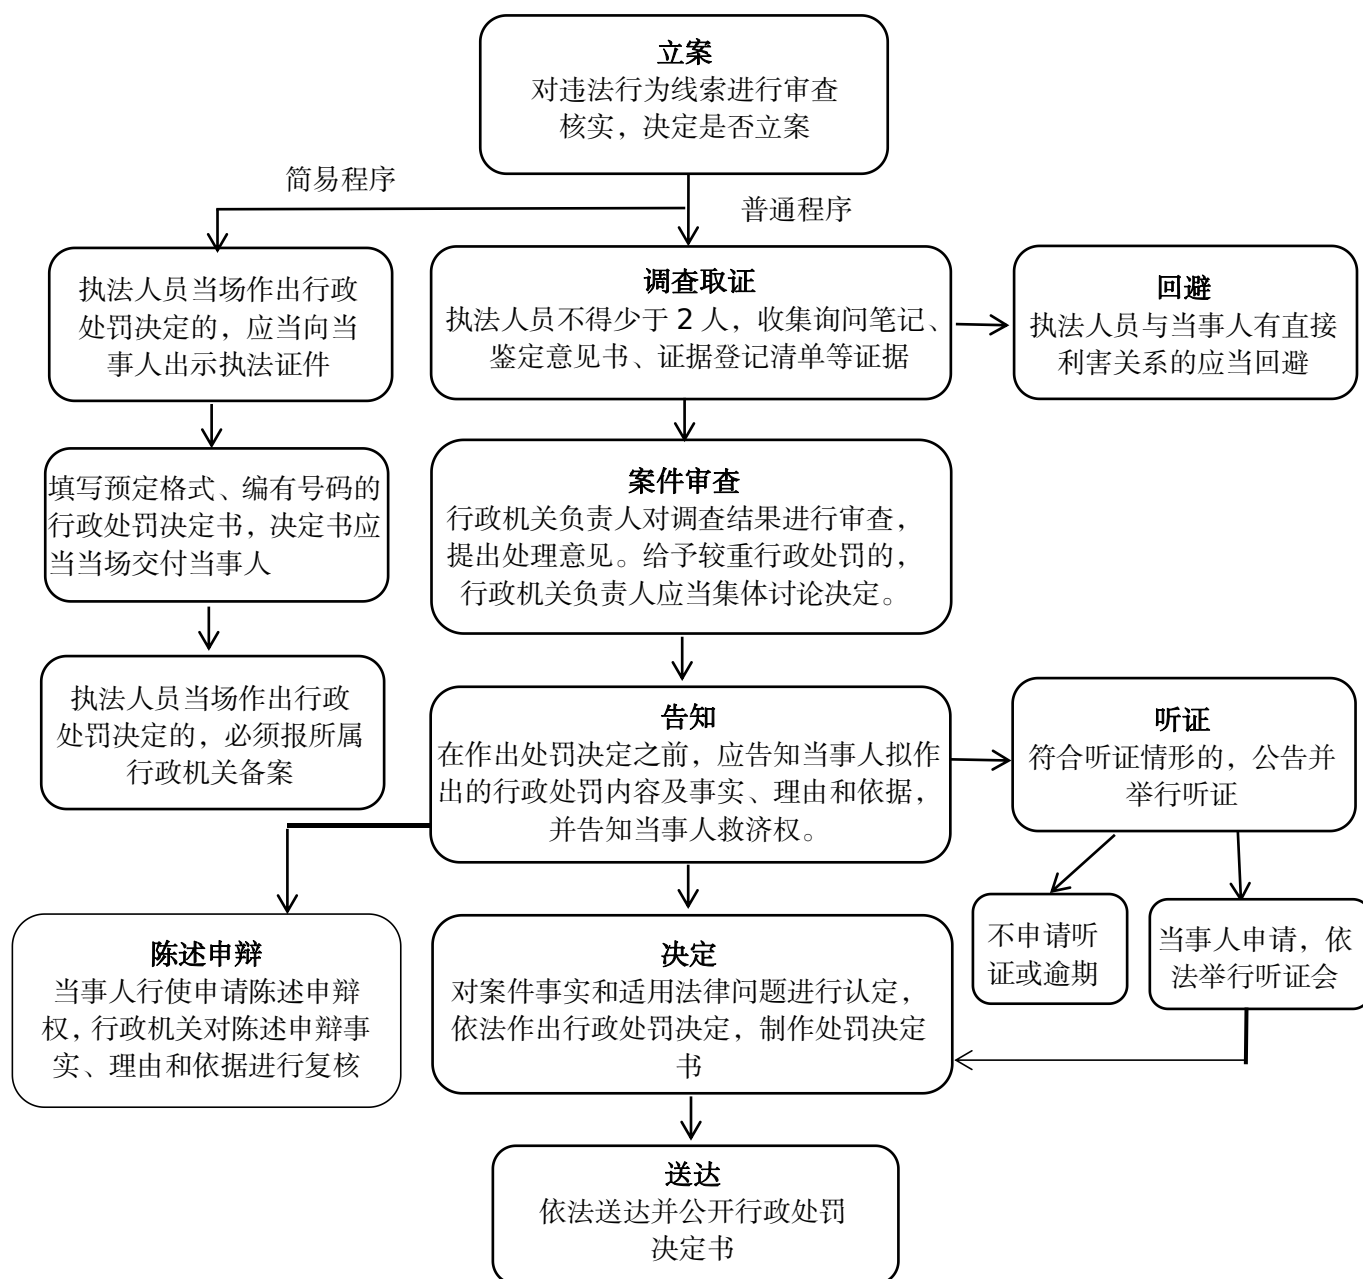 立案
对违法行为线索进行审查
核实，决定是否立案
简易程序
普通程序
执法人员当场作出行政
处罚决定的，应当向当
事人出示执法证件
调查取证
执法人员不得少于 2 人，收集询问笔记、
鉴定意见书、证据登记清单等证据
回避
执法人员与当事人有直接
利害关系的应当回避
填写预定格式、编有号码的
行政处罚决定书，决定书应
当当场交付当事人
案件审查
行政机关负责人对调查结果进行审查，
提出处理意见。给予较重行政处罚的，
行政机关负责人应当集体讨论决定。
执法人员当场作出行政
处罚决定的，必须报所属
行政机关备案
告知
在作出处罚决定之前，应告知当事人拟作
出的行政处罚内容及事实、理由和依据，
并告知当事人救济权。
听证
符合听证情形的，公告并
举行听证
不申请听
证或逾期
当事人申请，依
法举行听证会
陈述申辩
当事人行使申请陈述申辩
权，行政机关对陈述申辩事
实、理由和依据进行复核
决定
对案件事实和适用法律问题进行认定，
依法作出行政处罚决定，制作处罚决定
书
送达
依法送达并公开行政处罚
决定书